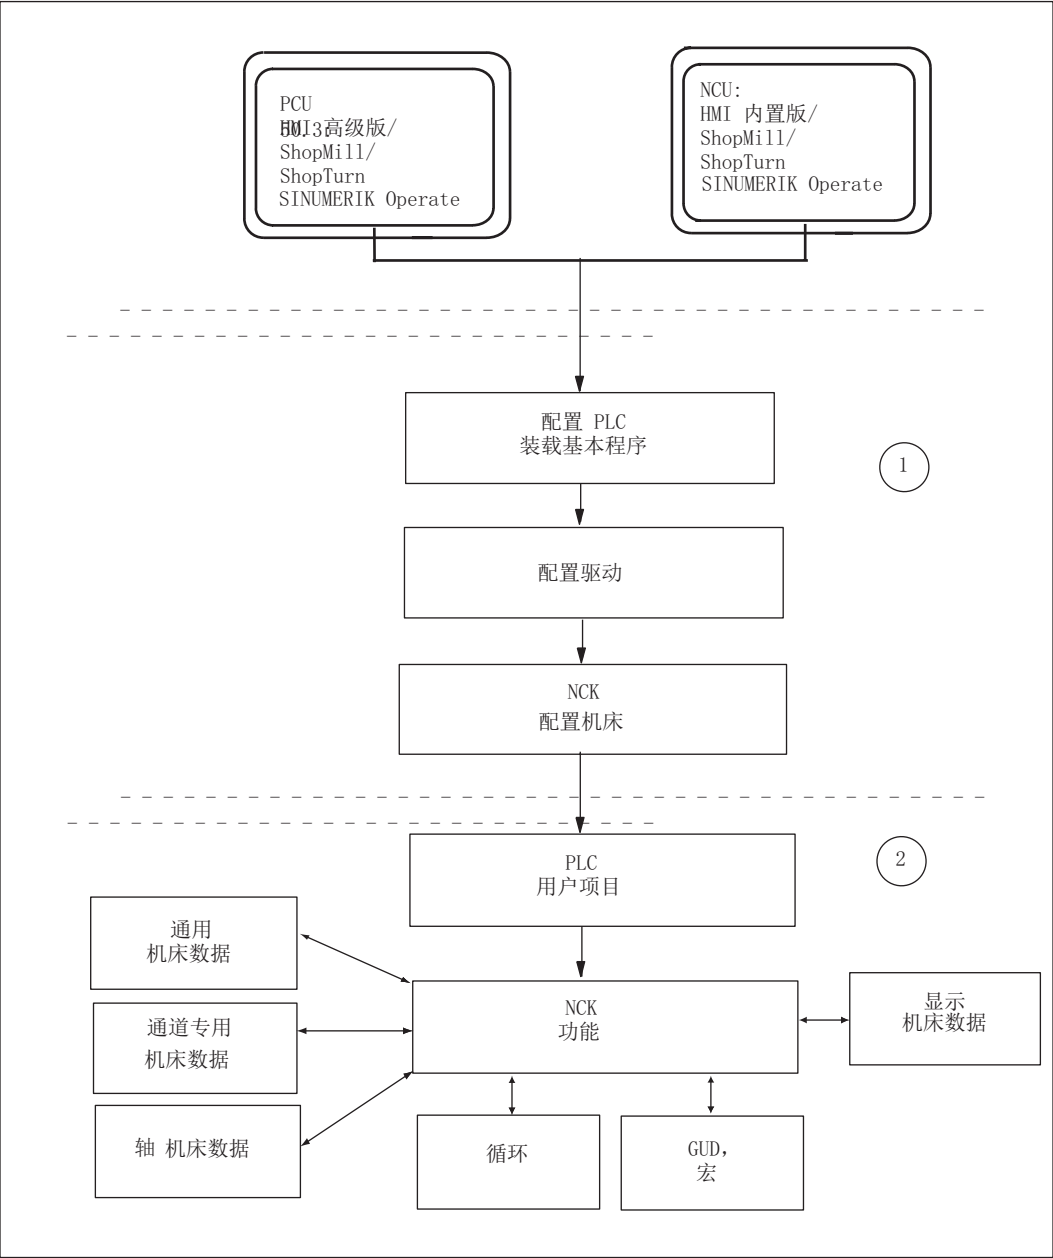 PCU
50.3:
HMI 高级版/
ShopMill/
ShopTurn
SINUMERIK Operate
NCU:
HMI 内置版/
ShopMill/
ShopTurn
SINUMERIK Operate
配置 PLC
装载基本程序
1
配置驱动
NCK
配置机床
PLC
用户项目
2
通用
机床数据
NCK
功能
显示
机床数据
通道专用
机床数据
轴 机床数据
循环
GUD,
宏